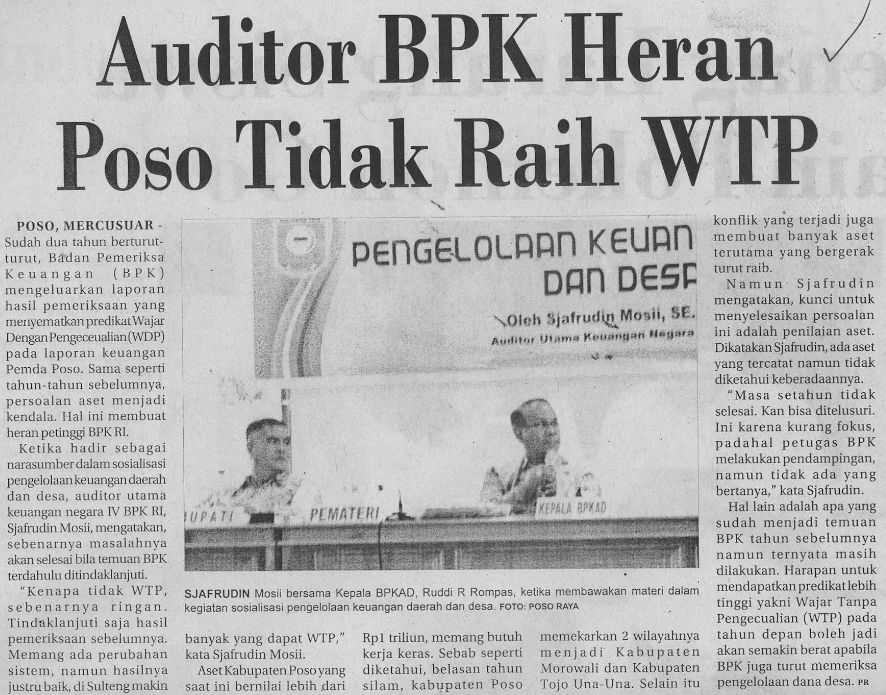 Auditor BPK Heran
Poso Tidak Raih WTP
POSO, MERCUSUAR -
Sudah dua tahun berturut-
turut, Badan Pemeriksa
Keuangan (BPK)
mengeluarkan laporan
hasil pemeriksaan yang
menyematkan predikat Wajar
Dengan Pengeceualian (WDP)
pada laporan keuangan
Pemda Poso. Sama seperti
tahun-tahun sebelumnya,
persoalan aset menjadi
kendala. Hal ini membuat
heran petinggi BPK RI.
Ketika hadir sebagai
narasumber dalam sosialisasi
pengelolaan keuangan daerah
dan desa, auditor utama
keuangan negara IV BPK RI,
Sjafrudin Mosii, mengatakan,
sebenarnya masalahnya
akan selesai bila temuan BPK
terdahulu ditindaklanjuti.
"Kenapa tidak WTP,
sebenarnya ringan.
Tindaklanjuti saja hasil
pemeriksaan sebelumnya.
Memang ada perubahan
sistem, namun hasilnya
justru baik, di Sulteng makin
PENGELOLAAN KEUAN
DAN DESA
Oleh Sjafrudin Mosii, SE.
Auditor Utama Keuangan Negara
BUPATI
PEMATERI
KEPALA BPKAD
SJAFRUDIN Mosii bersama Kepala BPKAD, Ruddi R Rompas, ketika membawakan materi dalam
kegiatan sosialisasi pengelolaan keuangan daerah dan desa. FOTO: POSO RAYA
banyak yang dapat WTP,"
kata Sjafrudin Mosii.
Aset Kabupaten Poso yang
saat ini bernilai lebih dari
Rp1 triliun, memang butuh
kerja keras. Sebab seperti
diketahui, belasan tahun
silam, kabupaten Poso
memekarkan 2 wilayahnya
menjadi Kabupaten
Morowali dan Kabupaten
Tojo Una-Una. Selain itu
konflik yang terjadi juga
membuat banyak aset
terutama yang bergerak
turut raib.
Namun Sjafrudin
mengatakan, kunci untuk
menyelesaikan persoalan
ini adalah penilaian aset.
Dikatakan Sjafrudin, ada aset
yang tercatat namun tidak
diketahui keberadaannya.
"Masa setahun tidak
selesai. Kan bisa ditelusuri.
Ini karena kurang fokus,
padahal petugas BPK
melakukan pendampingan,
namun tidak ada yang
bertanya," kata Sjafrudin.
Hal lain adalah apa yang
sudah menjadi temuan
BPK tahun sebelumnya
namun ternyata masih
dilakukan. Harapan untuk
mendapatkan predikat lebih
tinggi yakni Wajar Tanpa
Pengecualian (WTP) pada
tahun depan boleh jadi
akan semakin berat apabila
BPK juga turut memeriksa
pengelolaan dana desa. PR